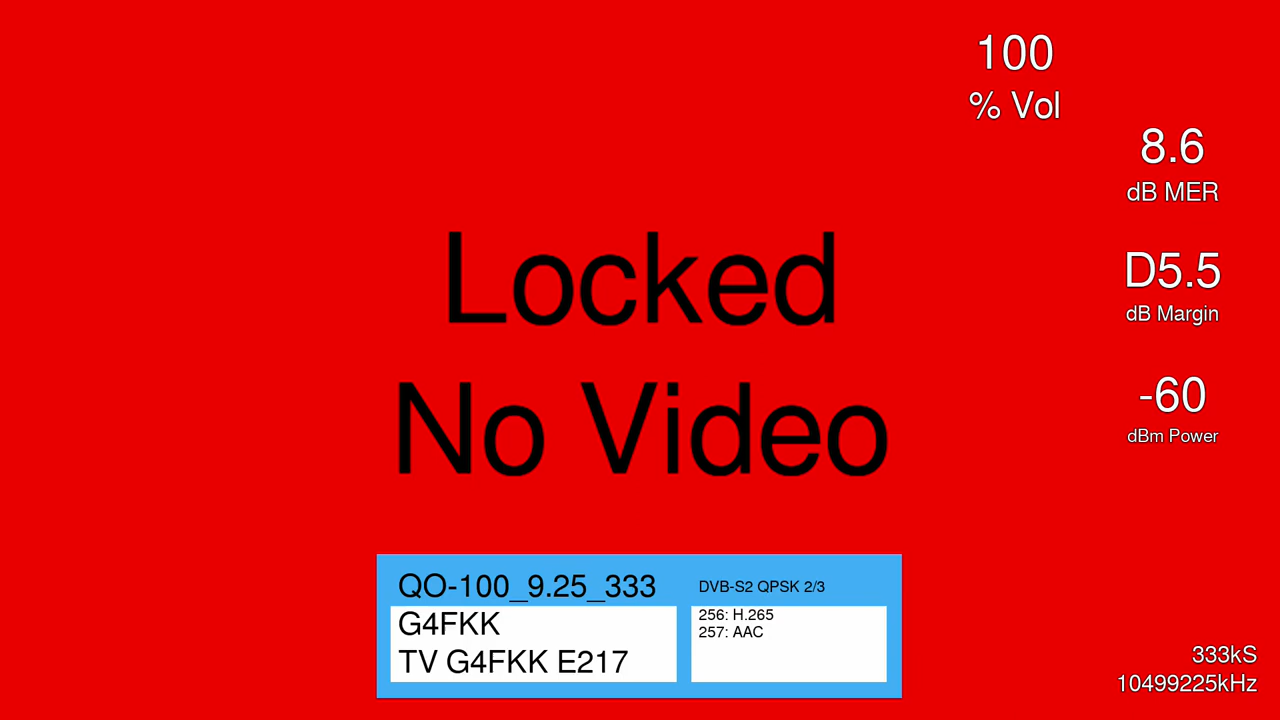 100
% Vol
8.6
dB MER
Locked
D5.5
dB Margin
No Video
-60
dBm Power
QO-100_9.25_333
DVB-S2 QPSK 2/3
G4FKK
TV G4FKK E217
256: H.265
257: AAC
333kS
10499225kHz